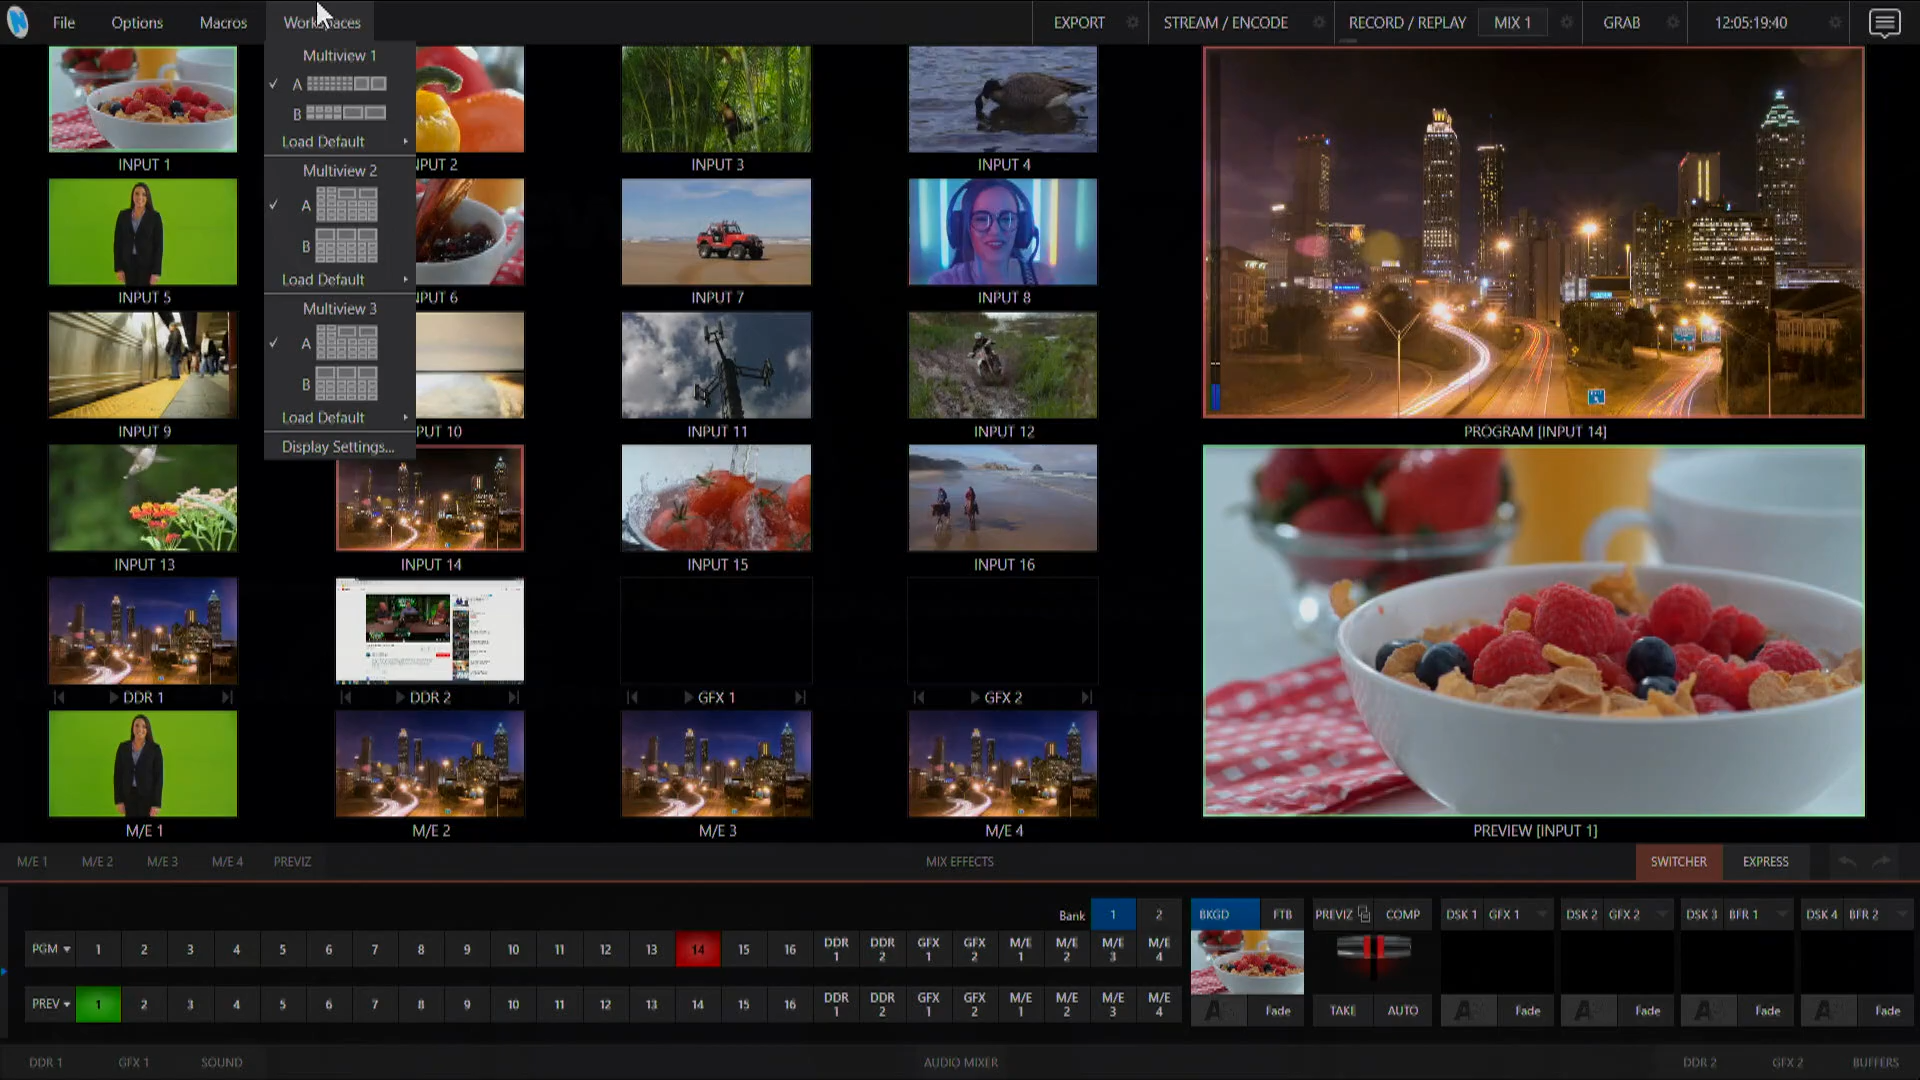 File Options Macros Workspaces EXPORT STREAM / ENCODE RECORD / REPLAY MIX 1 GRAB 12:05:19:40
Multiview 1
A
B
Load Default
Multiview 2
A
B
Load Default
Multiview 3
A
B
Load Default
Display Settings...
INPUT 1 INPUT 2 INPUT 3 INPUT 4
INPUT 5 PUT 6 INPUT 7 INPUT 8
INPUT 9 PUT 10 INPUT 11 INPUT 12
PROGRAM [INPUT 14]
INPUT 13 INPUT 14 INPUT 15 INPUT 16
DDR 1 DDR 2 GFX 1 GFX 2
M/E 1 M/E 2 M/E 3 M/E 4
PREVIEW [INPUT 1]
M/E 1 M/E 2 M/E 3 M/E 4 PREVIZ MIX EFFECTS SWITCHER EXPRESS
Bank 1 2 BKGD FTB PREVIZ COMP DSK 1 GFX 1 DSK 2 GFX 2 DSK 3 BFR 1 DSK 4 BFR 2
PGM 1 2 3 4 5 6 7 8 9 10 11 12 13 14 15 16 DDR 1 DDR 2 GFX 1 GFX 2 M/E 1 M/E 2 M/E 3 M/E 4
PREV 1 2 3 4 5 6 7 8 9 10 11 12 13 14 15 16 DDR 1 DDR 2 GFX 1 GFX 2 M/E 1 M/E 2 M/E 3 M/E 4
Fade TAKE AUTO Fade Fade Fade Fade
DDR 1 GFX 1 SOUND AUDIO MIXER DDR 2 GFX 2 BUFFERS